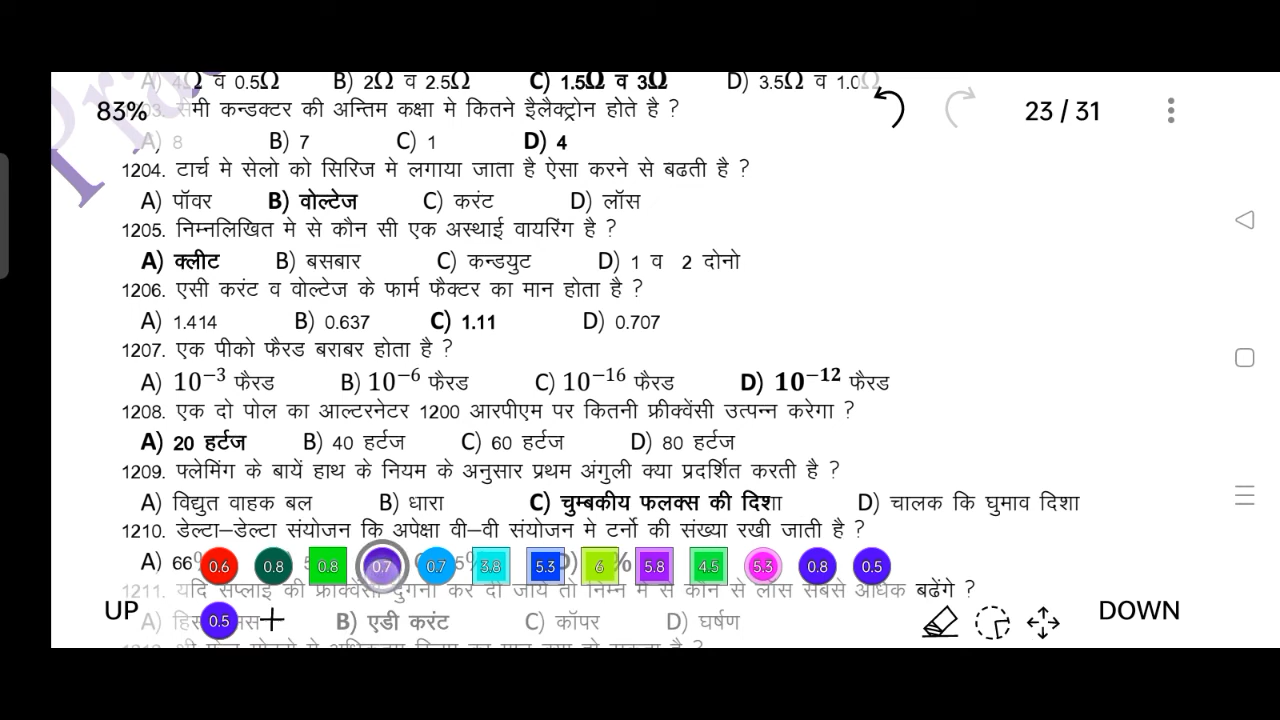 A) 4Ω व 0.5Ω B) 2Ω व 2.5Ω C) 1.5Ω व 3Ω D) 3.5Ω व 1.0Ω
83% 03. सेमी कन्डक्टर की अन्तिम कक्षा मे कितने इैलैक्ट्रोन होते है ? 23 / 31
A) 8 B) 7 C) 1 D) 4
1204. टार्च मे सेलो को सिरिज मे लगाया जाता है ऐसा करने से बढती है ?
A) पॉवर B) वोल्टेज C) करंट D) लॉस
1205. निम्नलिखित मे से कौन सी एक अस्थाई वायरिंग है ?
A) क्लीट B) बसबार C) कन्डयुट D) 1 व 2 दोनो
1206. एसी करंट व वोल्टेज के फार्म फैक्टर का मान होता है ?
A) 1.414 B) 0.637 C) 1.11 D) 0.707
1207. एक पीको फैरड बराबर होता है ?
A) 10⁻³ फैरड B) 10⁻⁶ फैरड C) 10⁻¹⁶ फैरड D) 10⁻¹² फैरड
1208. एक दो पोल का आल्टरनेटर 1200 आरपीएम पर कितनी फ्रीक्वेंसी उत्पन्न करेगा ?
A) 20 हर्टज B) 40 हर्टज C) 60 हर्टज D) 80 हर्टज
1209. फ्लेमिंग के बायें हाथ के नियम के अनुसार प्रथम अंगुली क्या प्रदर्शित करती है ?
A) विद्युत वाहक बल B) धारा C) चुम्बकीय फलक्स की दिशा D) चालक कि घुमाव दिशा
1210. डेल्टा–डेल्टा संयोजन कि अपेक्षा वी–वी संयोजन मे टर्नो की संख्या रखी जाती है ?
A) 66 %
0.6 0.8 0.8 0.7 0.7 3.8 5.3 6 5.8 4.5 5.3 0.8 0.5
1211. यदि सप्लाई की फ्रीक्वेंसी दुगनी कर दी जाये तो निम्न मे से कौन से लॉस सबसे अधिक बढेंगे ?
UP DOWN
A) B) एडी करंट C) कॉपर D) घर्षण
0.5